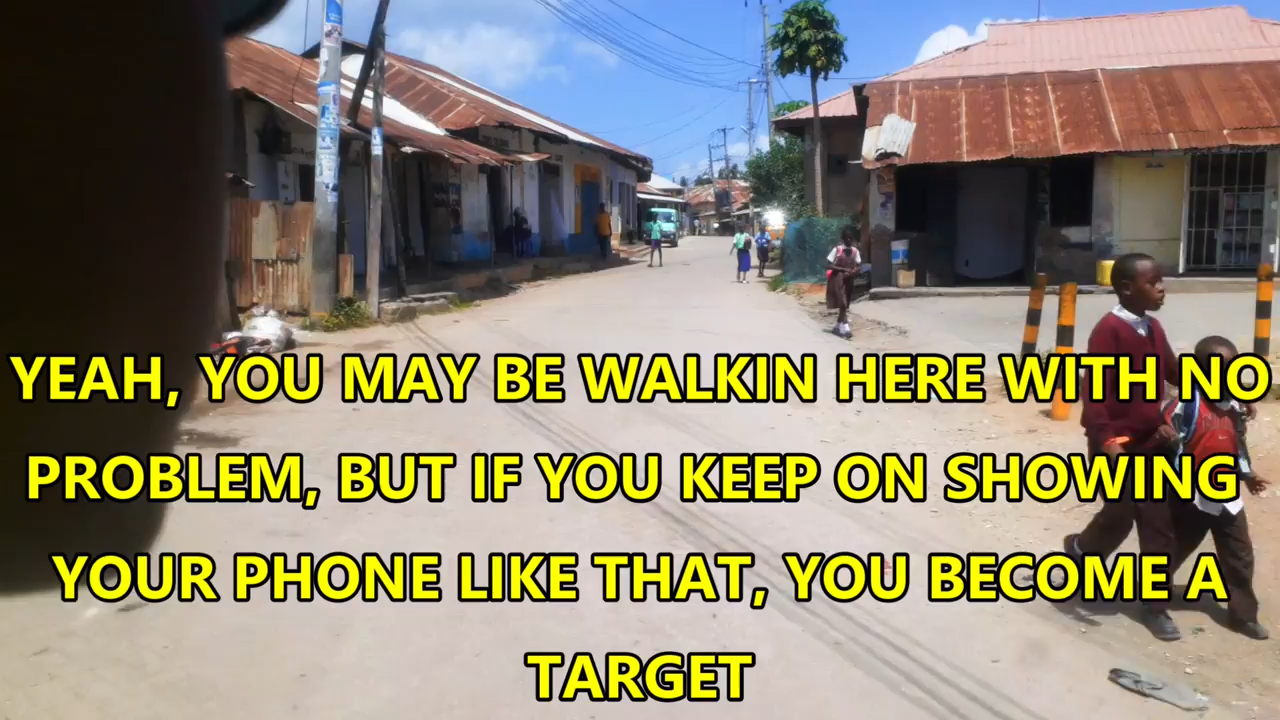 YEAH, YOU MAY BE WALKIN HERE WITH NO
PROBLEM, BUT IF YOU KEEP ON SHOWING
YOUR PHONE LIKE THAT, YOU BECOME A
TARGET